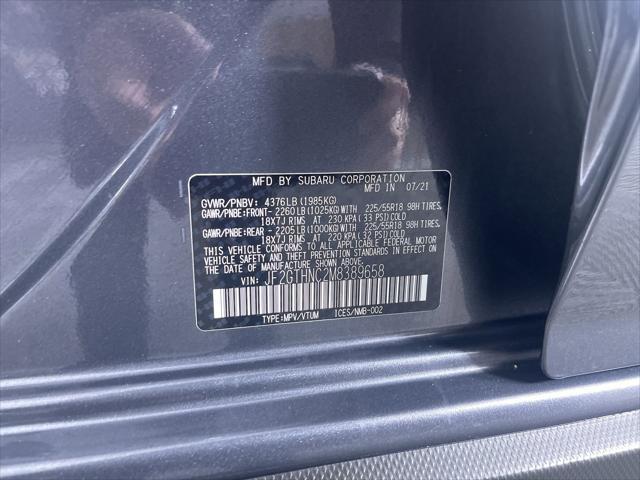 MFD BY SUBARU CORPORATION
MFD IN 07/21
GVWR/PNBV: 4376LB (1985KG)
GAWR/PNBE:FRONT- 2260LB (1025KG)WITH 225/55R18 98H TIRES,
18X7J RIMS AT 230 KPA (33 PSI)COLD
GAWR/PNBE:REAR - 2205LB (1000KG)WITH 225/55R18 98H TIRES,
18X7J RIMS AT 220 KPA (32 PSI)COLD
THIS VEHICLE CONFORMS TO ALL APPLICABLE FEDERAL MOTOR
VEHICLE SAFETY, BUMPER, AND THEFT PREVENTION STANDARDS IN EFFECT
ON THE DATE OF MANUFACTURE SHOWN ABOVE.
VIN: JF2GTHNC2M8389658
TYPE:MPV/VTUM ICES/NMB-002